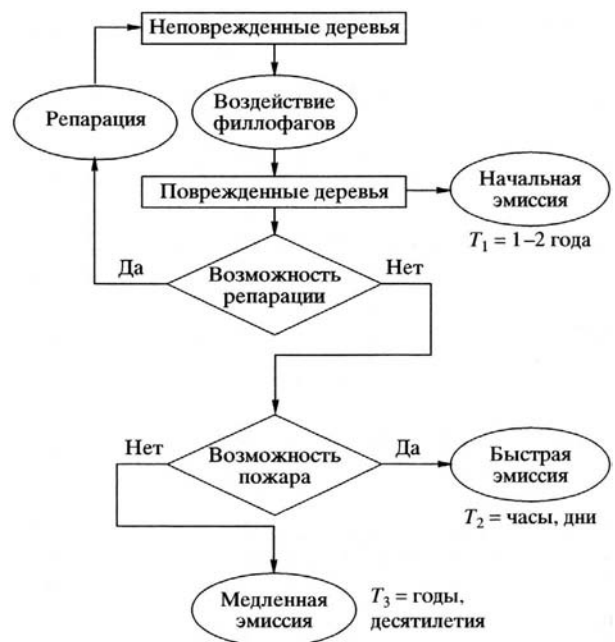 Неповрежденные деревья
Репарация
Воздействие
филлофагов
Поврежденные деревья
Начальная
эмиссия
T1 = 1–2 года
Да
Возможность
репарации
Нет
Нет
Возможность
пожара
Да
Быстрая
эмиссия
T2 = часы, дни
Медленная
эмиссия
T3 = годы,
десятилетия